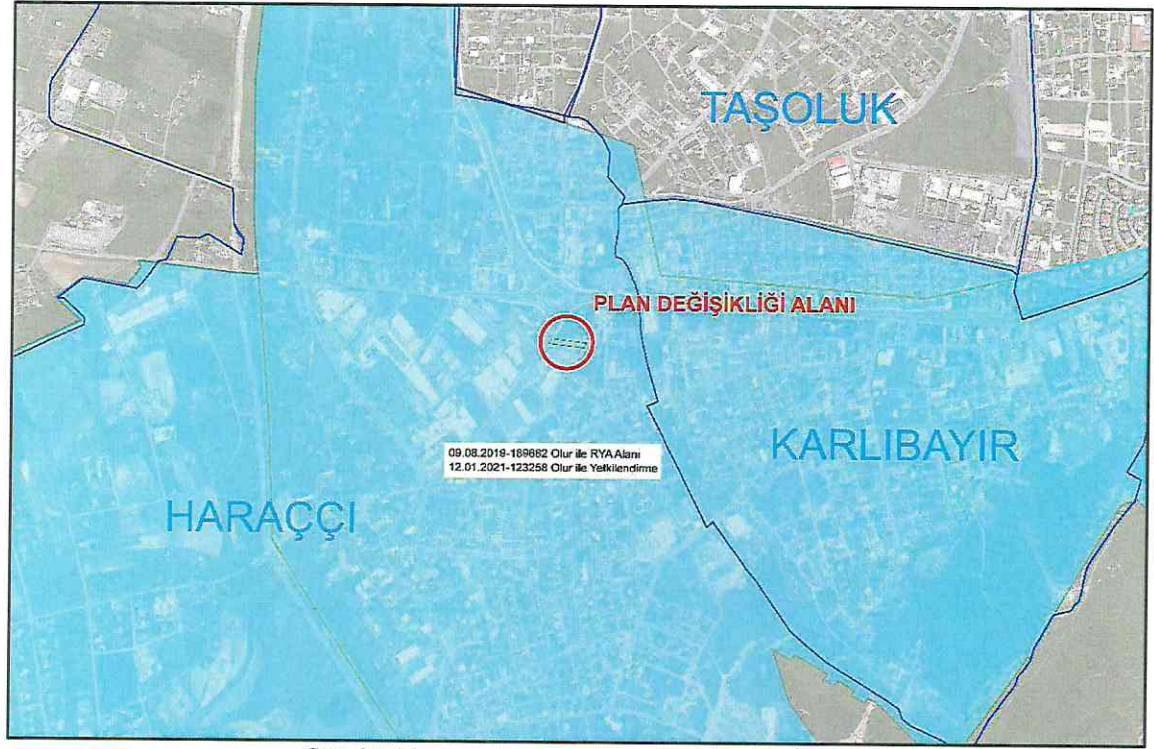 TAŞOLUK
PLAN DEĞİŞİKLİĞİ ALANI
KARLIBAYIR
09.08.2019-189662 Olur ile RYA Alanı
12.01.2021-123258 Olur ile Yetkilendirme
HARAÇÇI